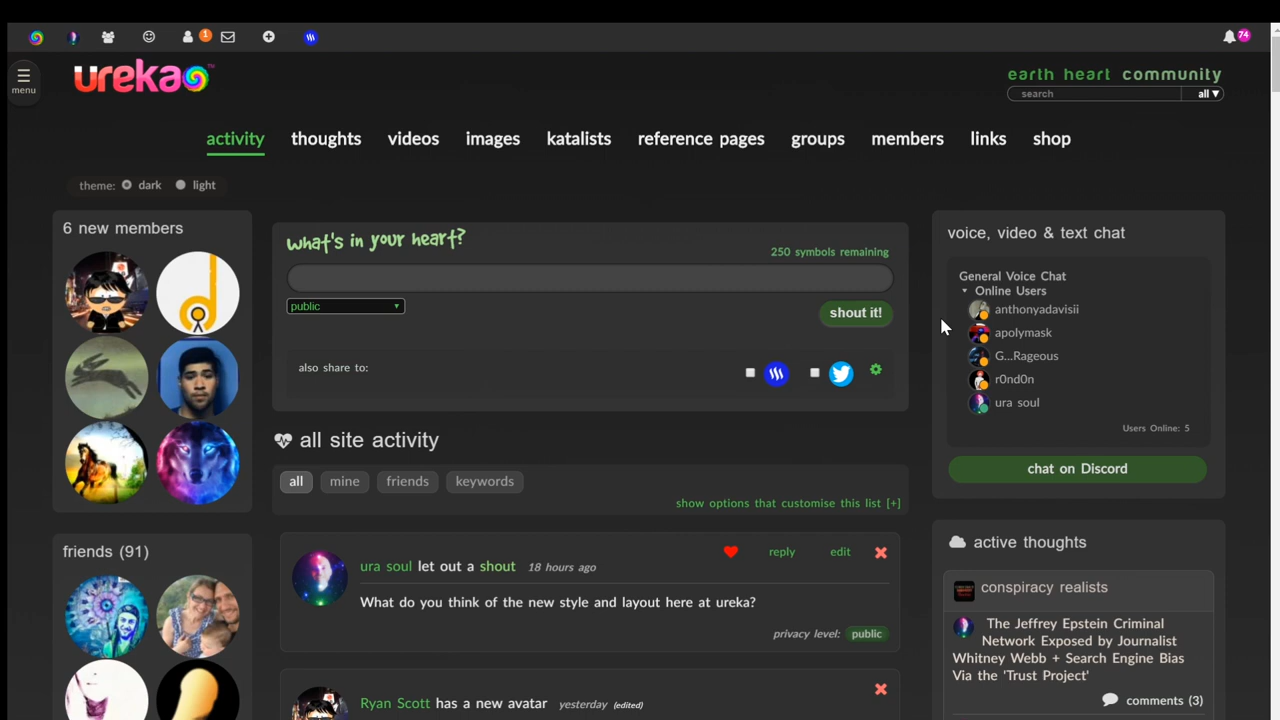 1
74
menu
ureka™
earth heart community
search
all ▼
activity
thoughts
videos
images
katalists
reference pages
groups
members
links
shop
theme: dark light
6 new members
what's in your heart?
250 symbols remaining
public
shout it!
also share to:
voice, video & text chat
General Voice Chat
Online Users
anthonyadavisii
apolymask
G...Rageous
r0nd0n
ura soul
Users Online: 5
chat on Discord
all site activity
all
mine
friends
keywords
show options that customise this list [+]
friends (91)
ura soul let out a shout 18 hours ago
reply
edit
What do you think of the new style and layout here at ureka?
privacy level: public
Ryan Scott has a new avatar yesterday (edited)
active thoughts
conspiracy realists
The Jeffrey Epstein Criminal
Network Exposed by Journalist
Whitney Webb + Search Engine Bias
Via the 'Trust Project'
comments (3)